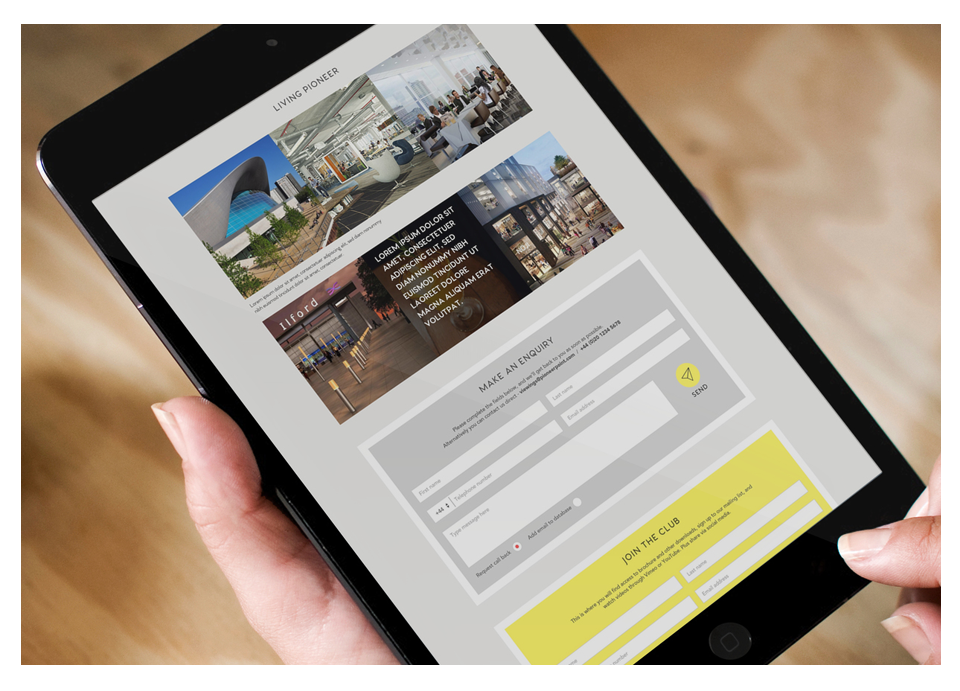 LIVING PIONEER
Lorem ipsum dolor sit amet, consectetuer adipiscing elit, sed diam nonummy
nibh euismod tincidunt dolor sit amet, consectetuer
Ilford
LOREM IPSUM DOLOR SIT
AMET, CONSECTETUER
ADIPISCING ELIT, SED
DIAM NONUMMY NIBH
EUISMOD TINCIDUNT UT
LAOREET DOLORE
MAGNA ALIQUAM ERAT
VOLUTPAT.
MAKE AN ENQUIRY
Please complete the fields below, and we'll get back to you as soon as possible.
Alternatively you can contact us direct - viewings@pioneerpoint.com / +44 (0)20 1234 5678
First name
Last name
+44
Telephone number
Email address
Type message here
SEND
Request call back
Add email to database
JOIN THE CLUB
This is where you will find access to brochure and other downloads, sign up to our mailing list, and
watch videos through Vimeo or YouTube. Plus share via social media.
name
Last name
number
Email address